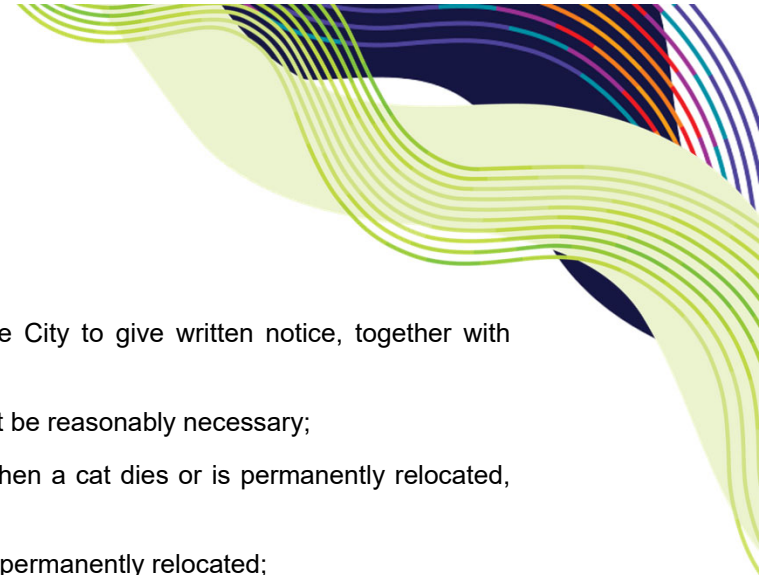 City to give written notice, together with
be reasonably necessary;
hen a cat dies or is permanently relocated,
permanently relocated;